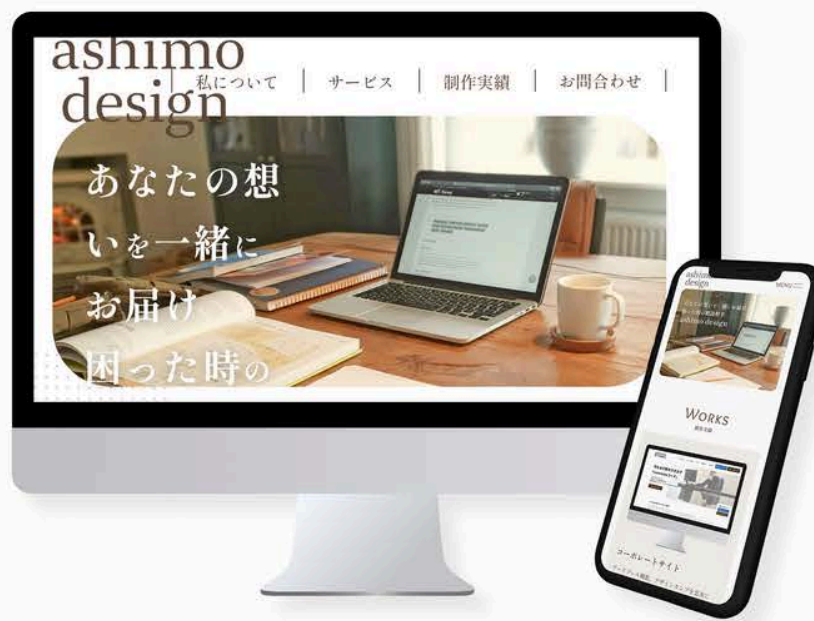 ashimo
design
私について
サービス
制作実績
お問合わせ
あなたの想
いを一緒に
お届け
困った時の
ashimo
design
MENU
ashimo design
WORKS
制作実績
コーポレートサイト